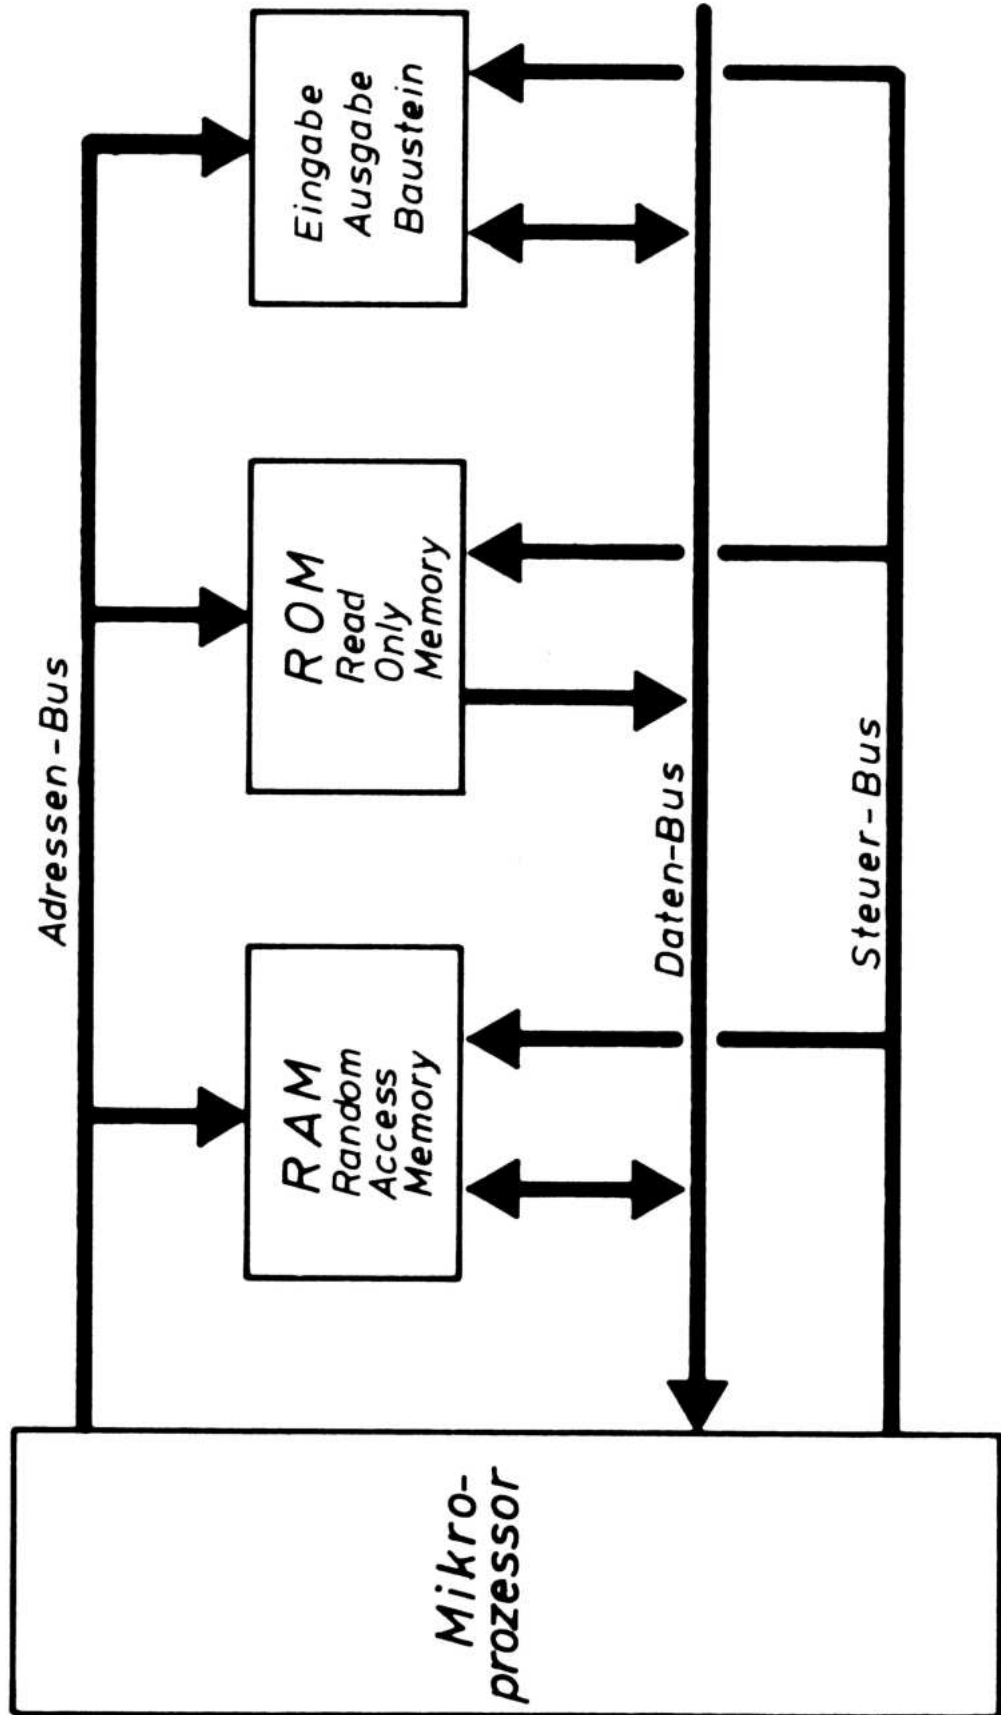 Adressen-Bus
Mikro-
prozessor
RAM
Random
Access
Memory
ROM
Read
Only
Memory
Eingabe
Ausgabe
Baustein
Daten-Bus
Steuer-Bus